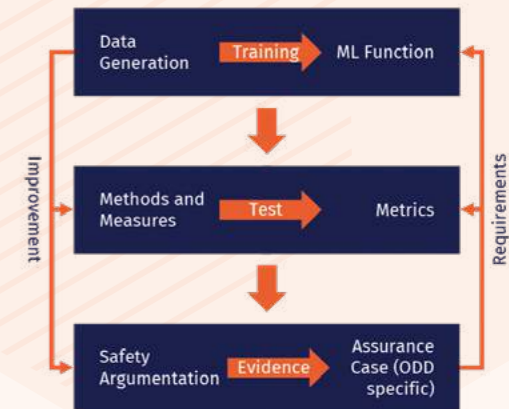 Data
Generation
Training
ML Function
Improvement
Requirements
Methods and
Measures
Test
Metrics
Safety
Argumentation
Evidence
Assurance
Case (ODD
specific)